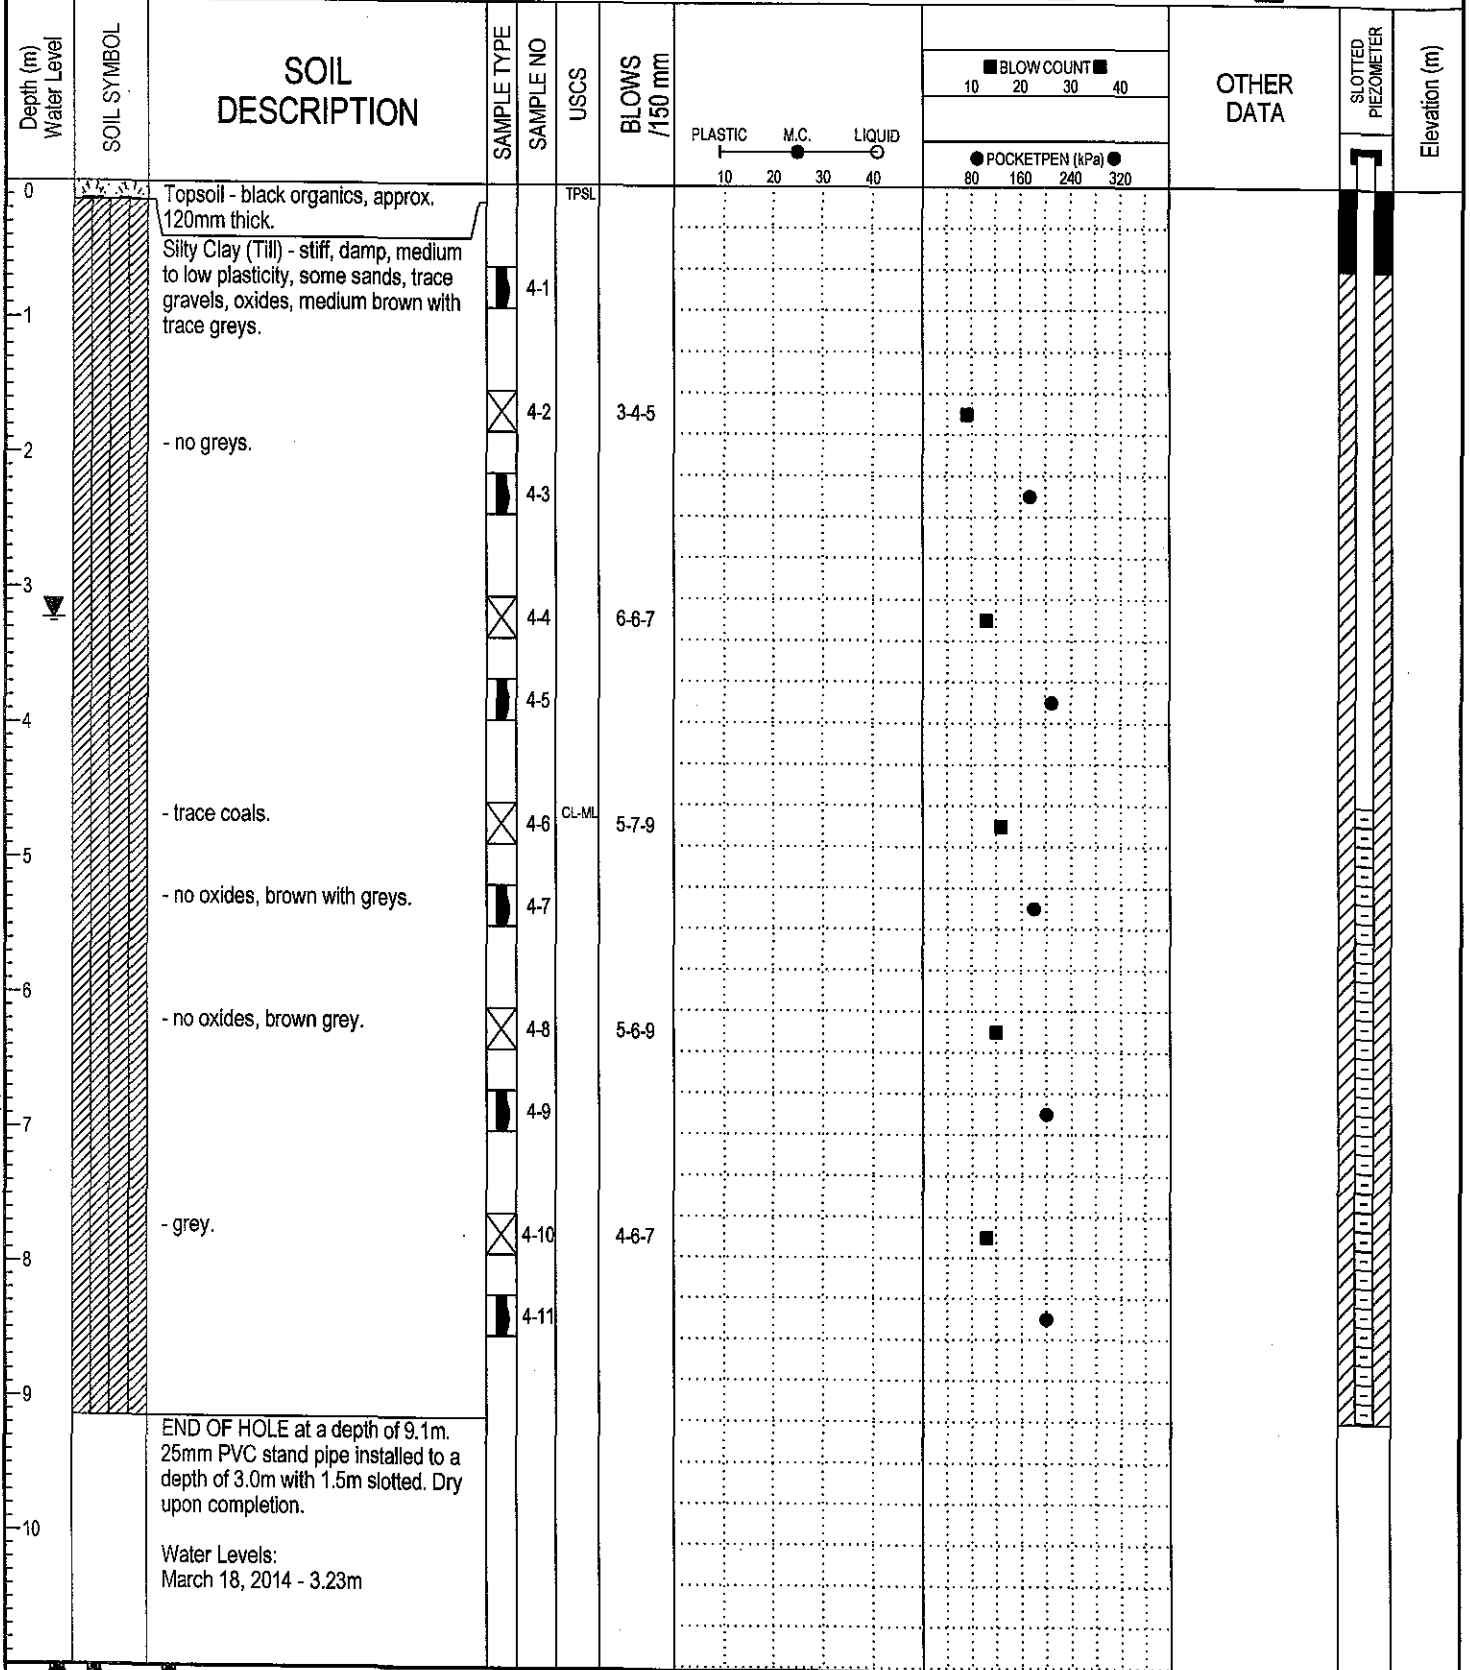 Depth (m)
Water Level
SOIL SYMBOL
SOIL
DESCRIPTION
SAMPLE TYPE
SAMPLE NO
USCS
BLOWS
/150 mm
PLASTIC M.C. LIQUID
10 20 30 40
BLOW COUNT
10 20 30 40
POCKETPEN (kPa)
80 160 240 320
OTHER
DATA
SLOTTED
PIEZOMETER
Elevation (m)
0
Topsoil - black organics, approx.
120mm thick.
TPSL
Silty Clay (Till) - stiff, damp, medium
to low plasticity, some sands, trace
gravels, oxides, medium brown with
trace greys.
4-1
1
4-2 3-4-5
2 - no greys.
4-3
3
4-4 6-6-7
4-5
4
- trace coals.
4-6 CL-ML 5-7-9
5
- no oxides, brown with greys.
4-7
6
- no oxides, brown grey.
4-8 5-6-9
7
4-9
- grey.
4-10 4-6-7
8
4-11
9
END OF HOLE at a depth of 9.1m.
25mm PVC stand pipe installed to a
depth of 3.0m with 1.5m slotted. Dry
upon completion.
10
Water Levels:
March 18, 2014 - 3.23m